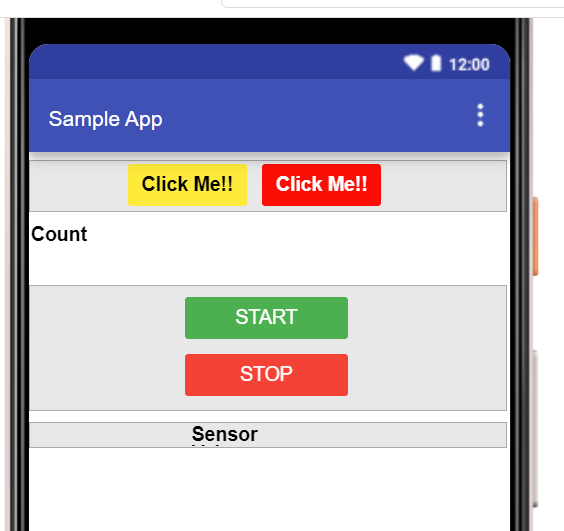 12:00
Sample App
Click Me!! Click Me!!
Count
START
STOP
Sensor